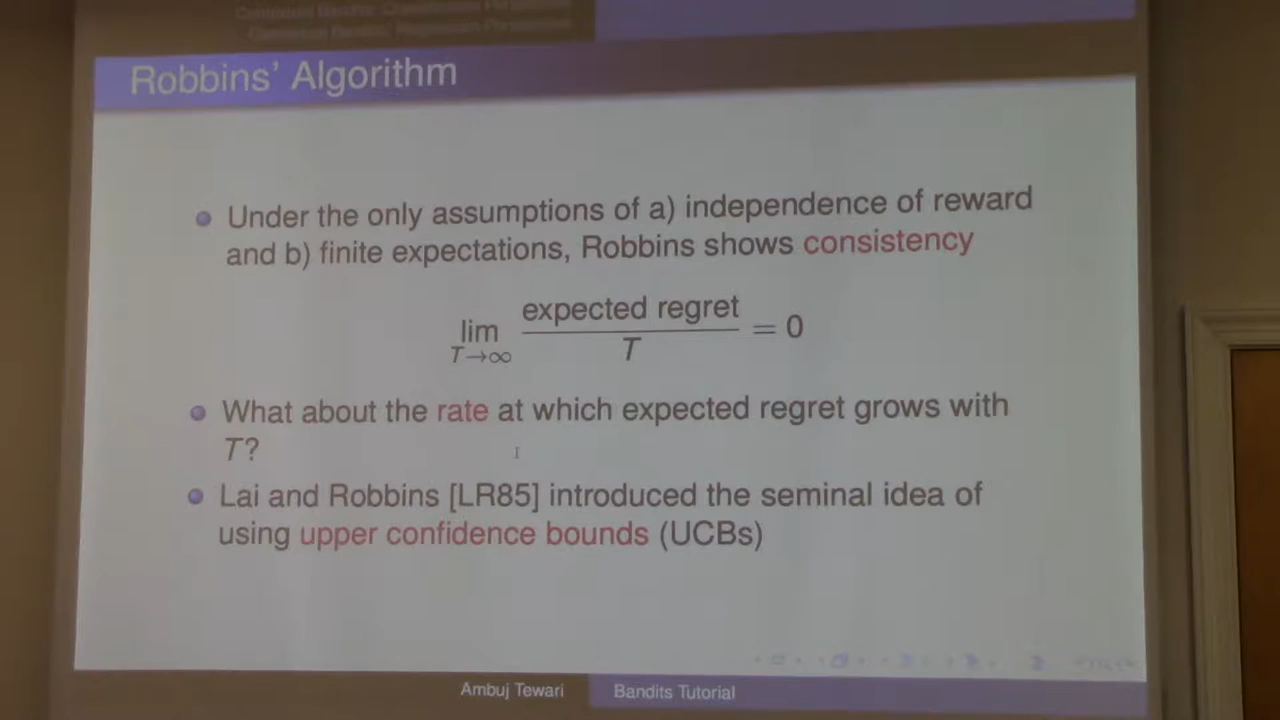 Robbins' Algorithm
Under the only assumptions of a) independence of reward
and b) finite expectations, Robbins shows consistency
lim T→∞ expected regret / T = 0
What about the rate at which expected regret grows with
T?
Lai and Robbins [LR85] introduced the seminal idea of
using upper confidence bounds (UCBs)
Ambuj Tewari Bandits Tutorial